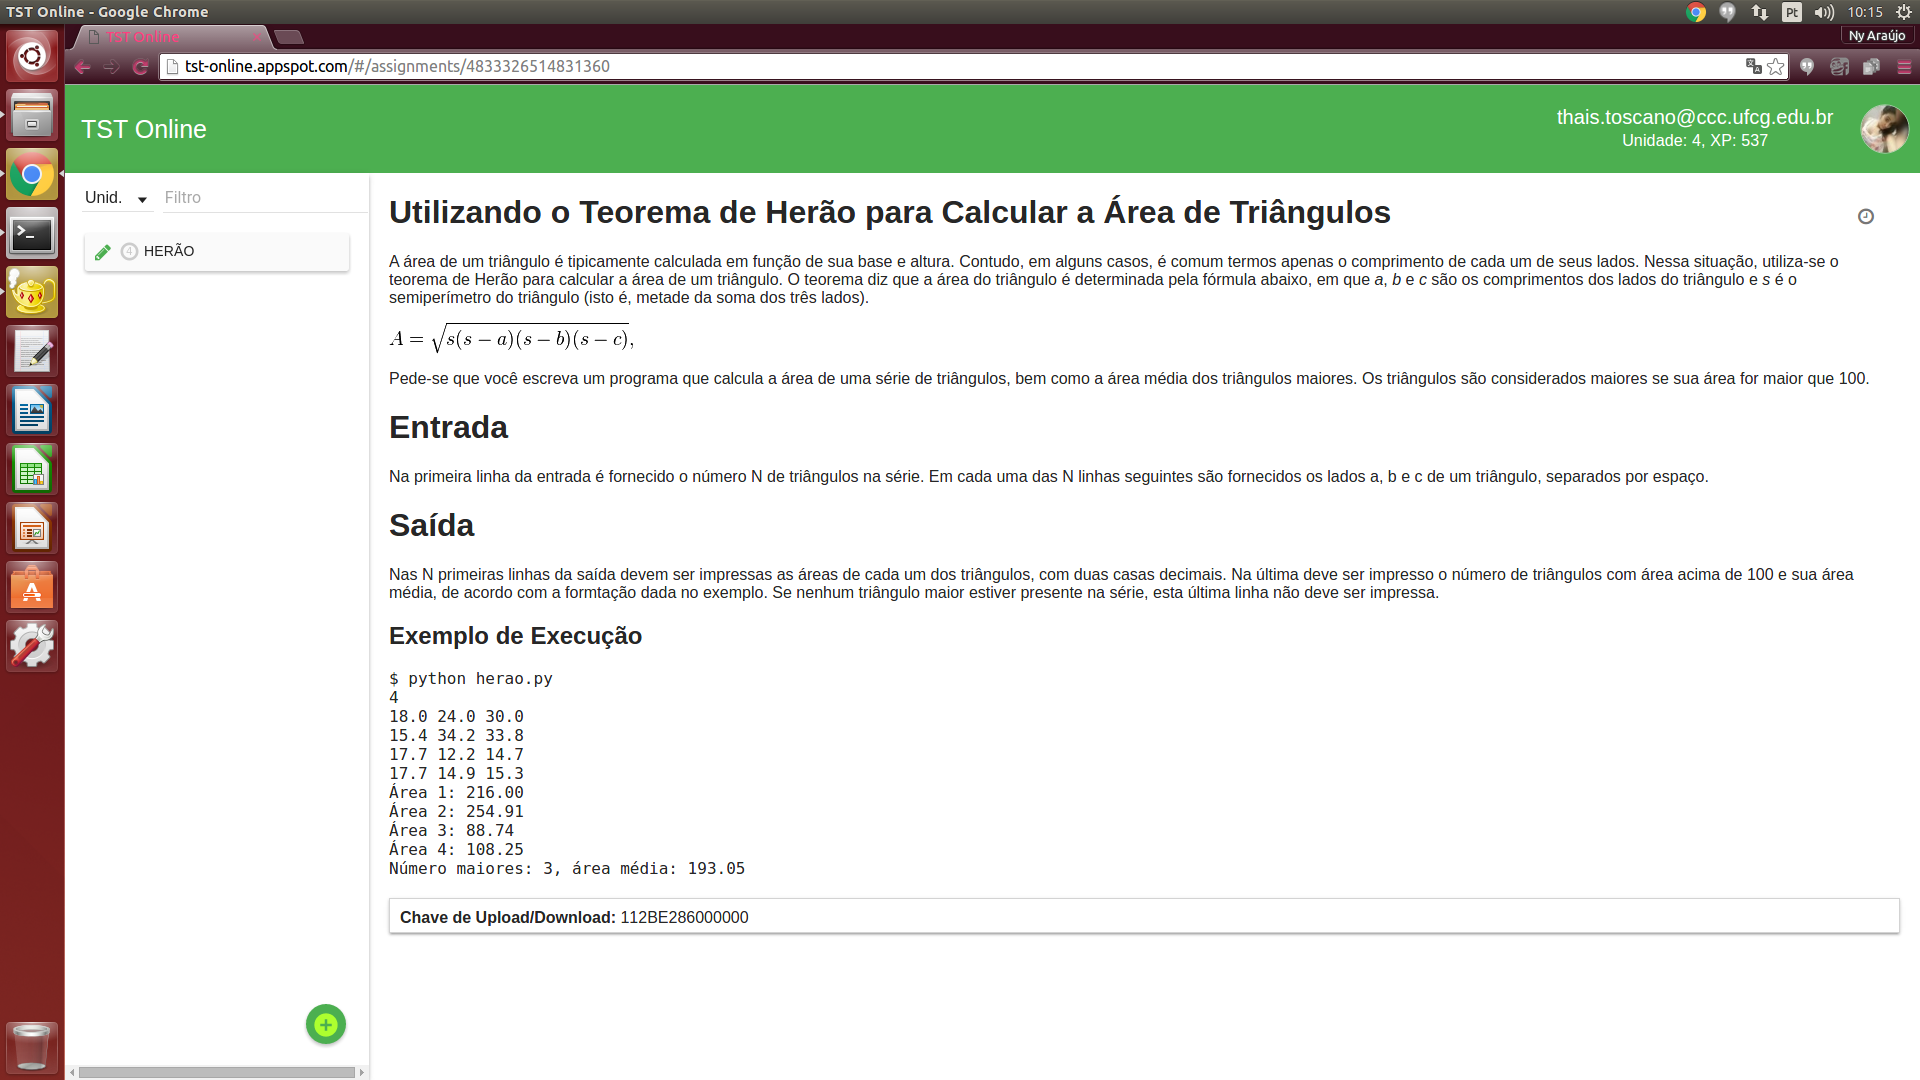 TST Online - Google Chrome
Pt
10:15
TST Online
Ny Araújo
tst-online.appspot.com/#/assignments/4833326514831360
TST Online
thais.toscano@ccc.ufcg.edu.br
Unidade: 4, XP: 537
Unid.
Filtro
4
HERÃO
Utilizando o Teorema de Herão para Calcular a Área de Triângulos
A área de um triângulo é tipicamente calculada em função de sua base e altura. Contudo, em alguns casos, é comum termos apenas o comprimento de cada um de seus lados. Nessa situação, utiliza-se o
teorema de Herão para calcular a área de um triângulo. O teorema diz que a área do triângulo é determinada pela fórmula abaixo, em que a, b e c são os comprimentos dos lados do triângulo e s é o
semiperímetro do triângulo (isto é, metade da soma dos três lados).
A = √s(s − a)(s − b)(s − c),
Pede-se que você escreva um programa que calcula a área de uma série de triângulos, bem como a área média dos triângulos maiores. Os triângulos são considerados maiores se sua área for maior que 100.
Entrada
Na primeira linha da entrada é fornecido o número N de triângulos na série. Em cada uma das N linhas seguintes são fornecidos os lados a, b e c de um triângulo, separados por espaço.
Saída
Nas N primeiras linhas da saída devem ser impressas as áreas de cada um dos triângulos, com duas casas decimais. Na última deve ser impresso o número de triângulos com área acima de 100 e sua área
média, de acordo com a formtação dada no exemplo. Se nenhum triângulo maior estiver presente na série, esta última linha não deve ser impressa.
Exemplo de Execução
$ python herao.py
4
18.0 24.0 30.0
15.4 34.2 33.8
17.7 12.2 14.7
17.7 14.9 15.3
Área 1: 216.00
Área 2: 254.91
Área 3: 88.74
Área 4: 108.25
Número maiores: 3, área média: 193.05
Chave de Upload/Download: 112BE286000000